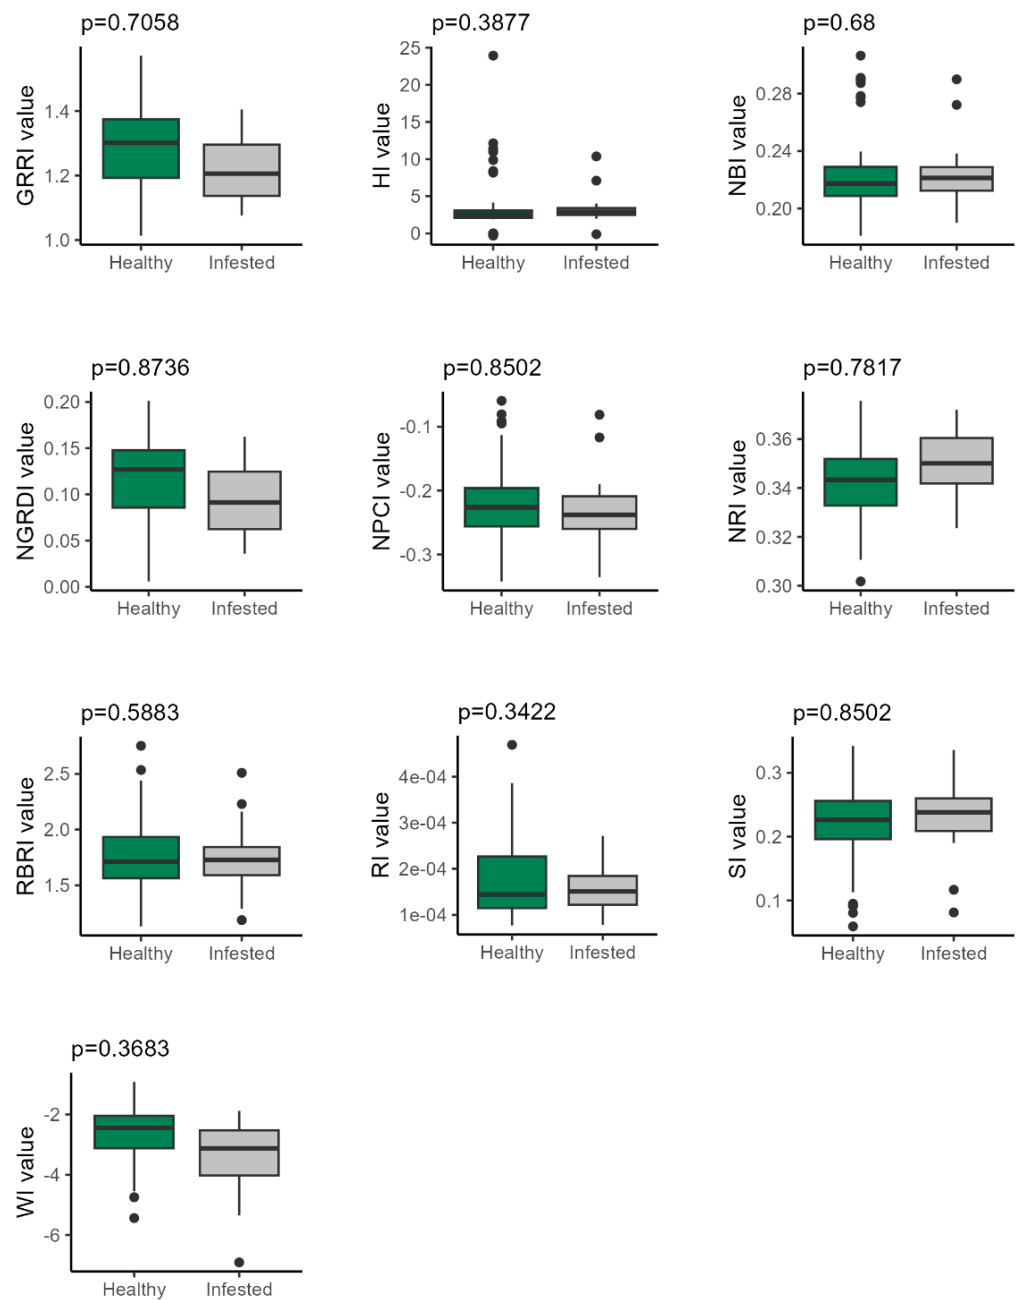 p=0.7058
GRRI value
1.4
1.2
1.0
Healthy Infested
p=0.3877
HI value
25
20
15
10
5
0
Healthy Infested
p=0.68
NBI value
0.28
0.24
0.20
Healthy Infested
p=0.8736
NGRDI value
0.20
0.15
0.10
0.05
0.00
Healthy Infested
p=0.8502
NPCI value
-0.1
-0.2
-0.3
Healthy Infested
p=0.7817
NRI value
0.36
0.34
0.32
0.30
Healthy Infested
p=0.5883
RBRI value
2.5
2.0
1.5
Healthy Infested
p=0.3422
RI value
4e-04
3e-04
2e-04
1e-04
Healthy Infested
p=0.8502
SI value
0.3
0.2
0.1
Healthy Infested
p=0.3683
WI value
-2
-4
-6
Healthy Infested